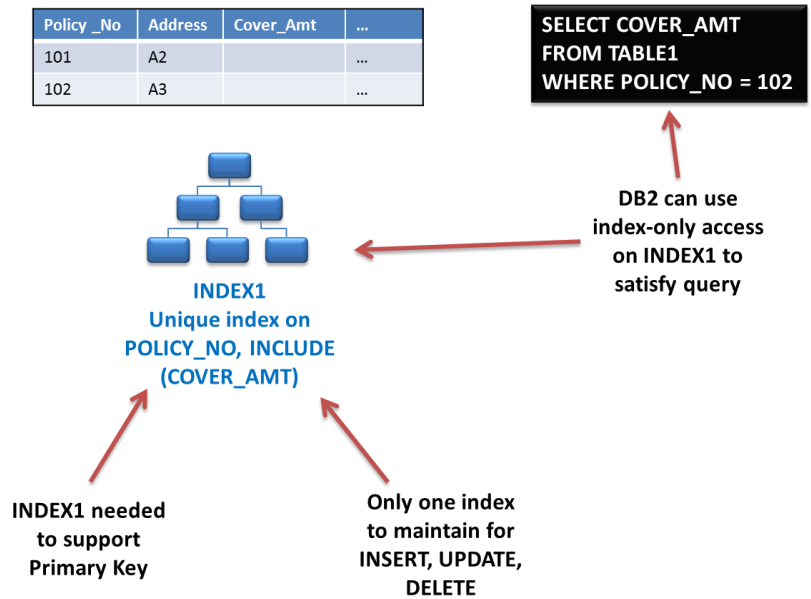 Policy _No Address Cover_Amt ...
101 A2 ...
102 A3 ...
SELECT COVER_AMT
FROM TABLE1
WHERE POLICY_NO = 102
DB2 can use
index-only access
on INDEX1 to
satisfy query
INDEX1
Unique index on
POLICY_NO, INCLUDE
(COVER_AMT)
INDEX1 needed
to support
Primary Key
Only one index
to maintain for
INSERT, UPDATE,
DELETE